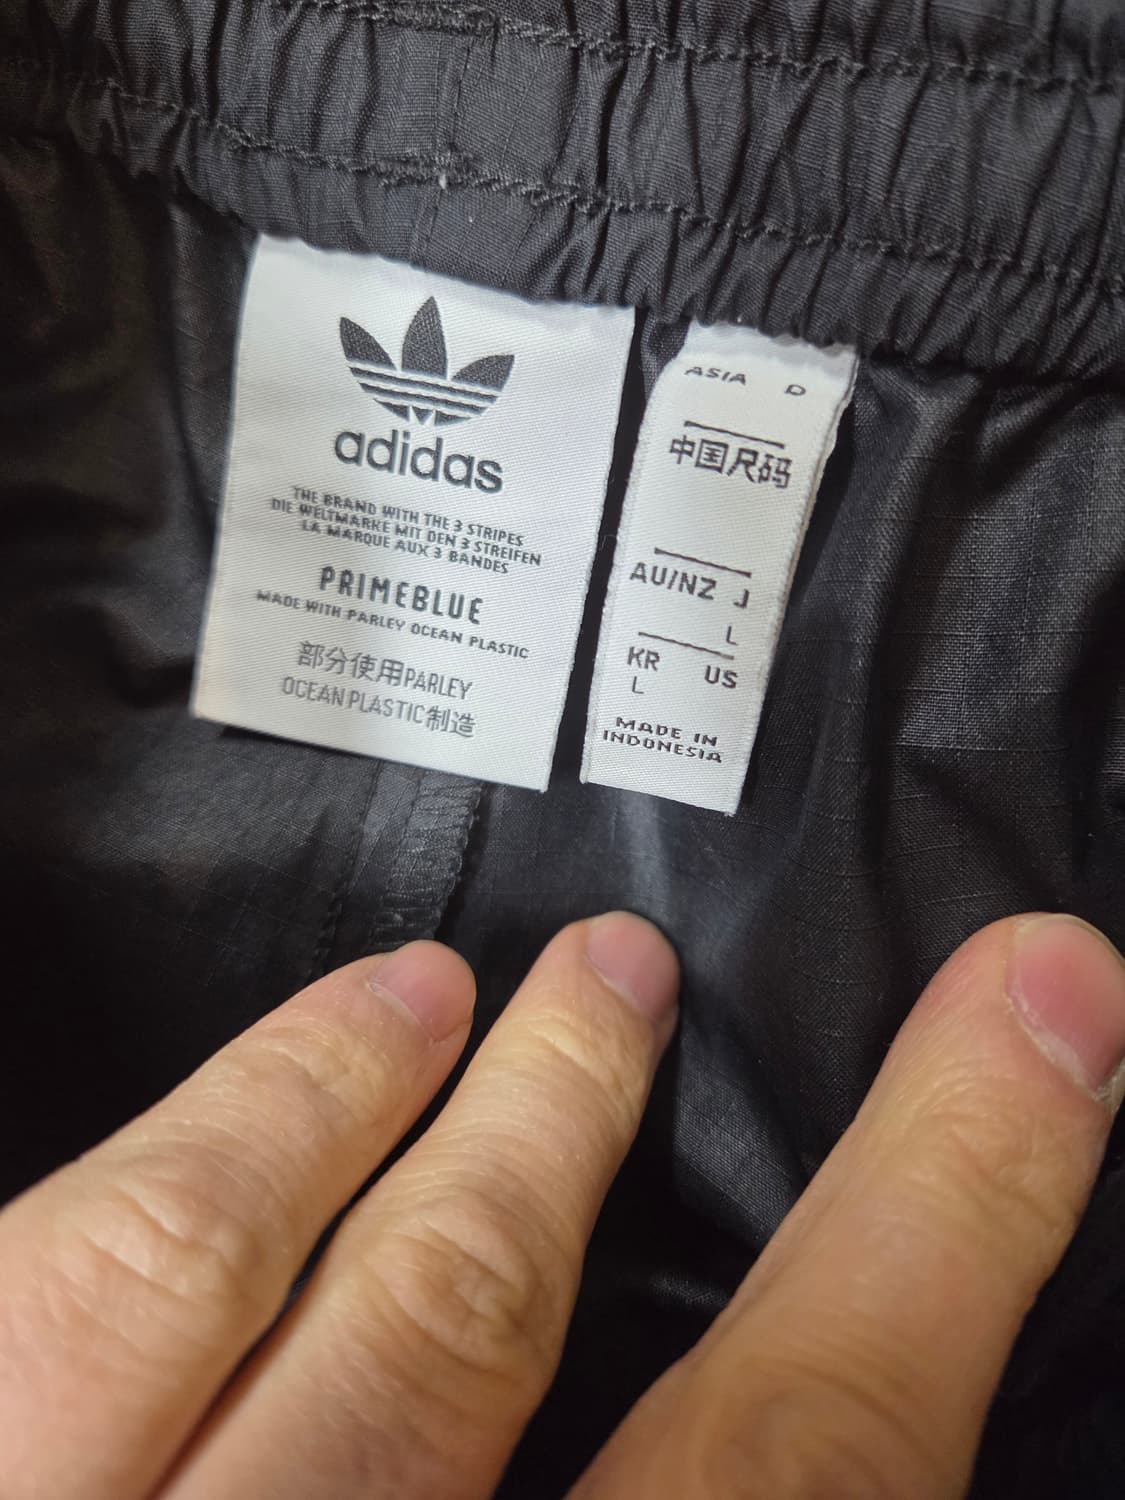 adidas
THE BRAND WITH THE 3 STRIPES
DIE WELTMARKE MIT DEN 3 STREIFEN
LA MARQUE AUX 3 BANDES
PRIMEBLUE
MADE WITH PARLEY OCEAN PLASTIC
部分使用PARLEY
OCEAN PLASTIC制造
ASIA D
中国尺码
AU/NZ J
L
KR US
L
MADE IN
INDONESIA